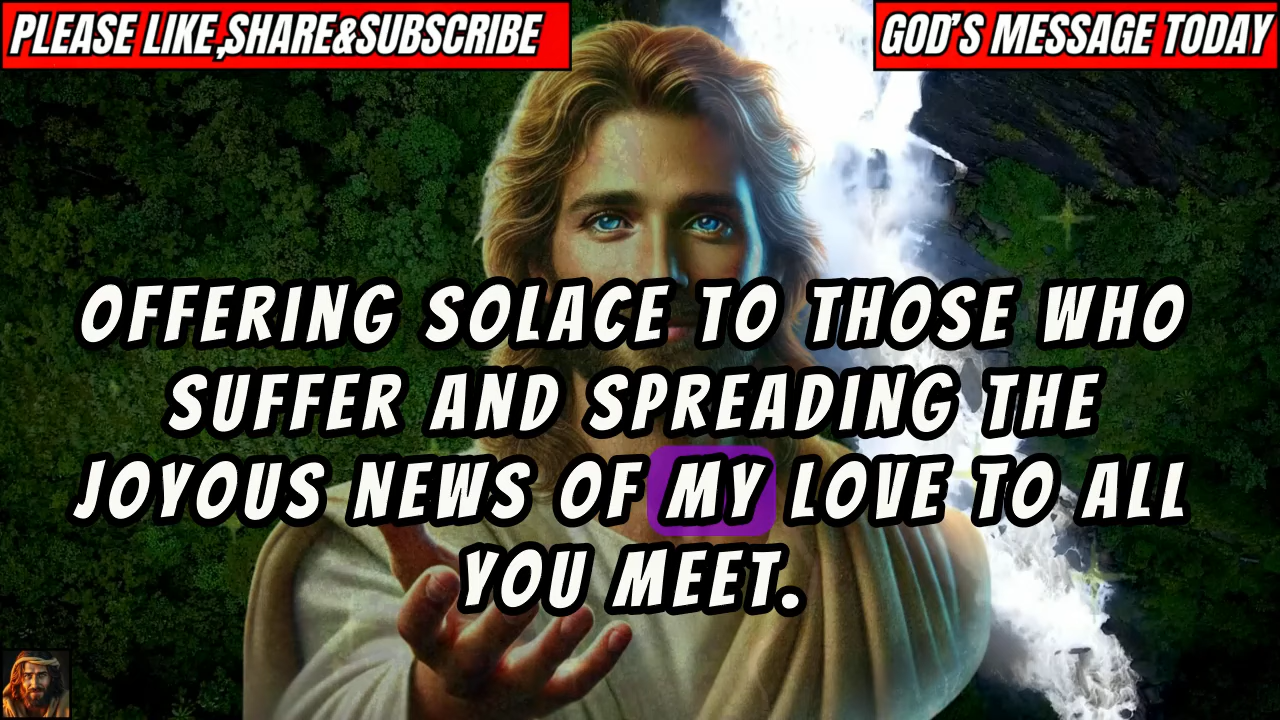 PLEASE LIKE,SHARE&SUBSCRIBE
GOD'S MESSAGE TODAY
OFFERING SOLACE TO THOSE WHO
SUFFER AND SPREADING THE
JOYOUS NEWS OF MY LOVE TO ALL
YOU MEET.